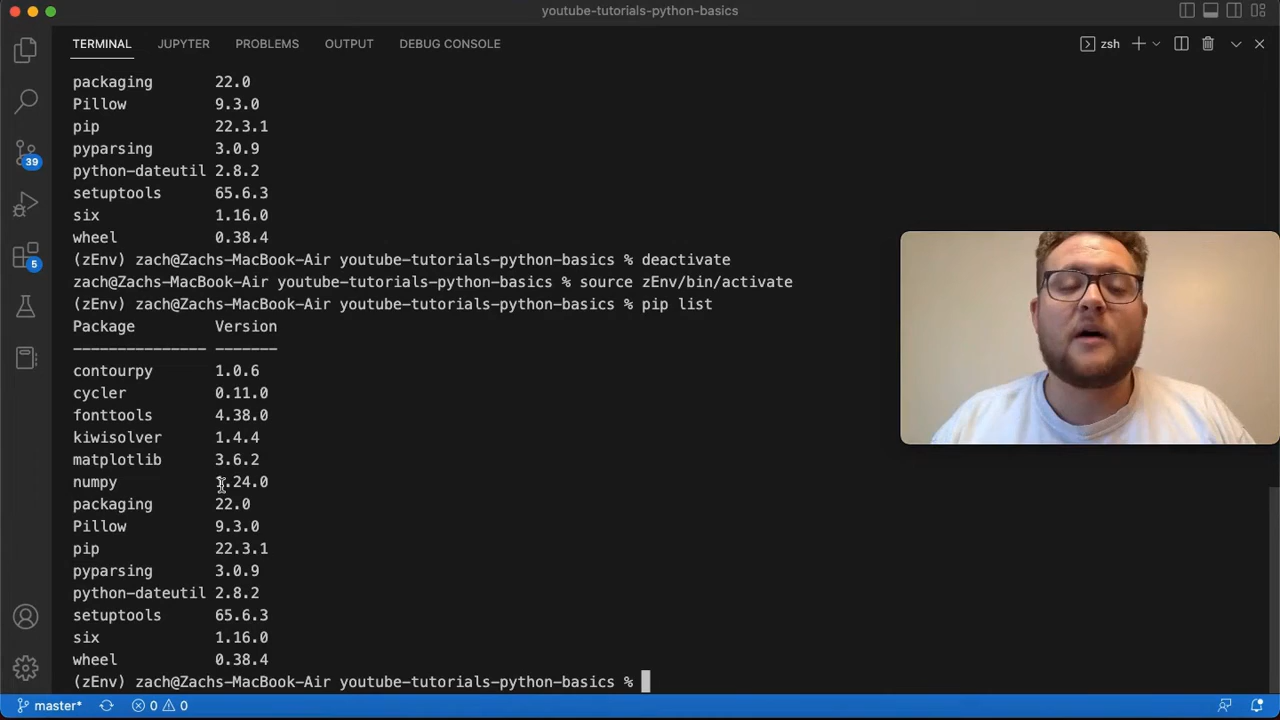 youtube-tutorials-python-basics
TERMINAL JUPYTER PROBLEMS OUTPUT DEBUG CONSOLE zsh
packaging 22.0
Pillow 9.3.0
pip 22.3.1
pyparsing 3.0.9
python-dateutil 2.8.2
setuptools 65.6.3
six 1.16.0
wheel 0.38.4
(zEnv) zach@Zachs-MacBook-Air youtube-tutorials-python-basics % deactivate
zach@Zachs-MacBook-Air youtube-tutorials-python-basics % source zEnv/bin/activate
(zEnv) zach@Zachs-MacBook-Air youtube-tutorials-python-basics % pip list
Package Version
--------------- -------
contourpy 1.0.6
cycler 0.11.0
fonttools 4.38.0
kiwisolver 1.4.4
matplotlib 3.6.2
numpy 1.24.0
packaging 22.0
Pillow 9.3.0
pip 22.3.1
pyparsing 3.0.9
python-dateutil 2.8.2
setuptools 65.6.3
six 1.16.0
wheel 0.38.4
(zEnv) zach@Zachs-MacBook-Air youtube-tutorials-python-basics %
39
5
master* 0 0